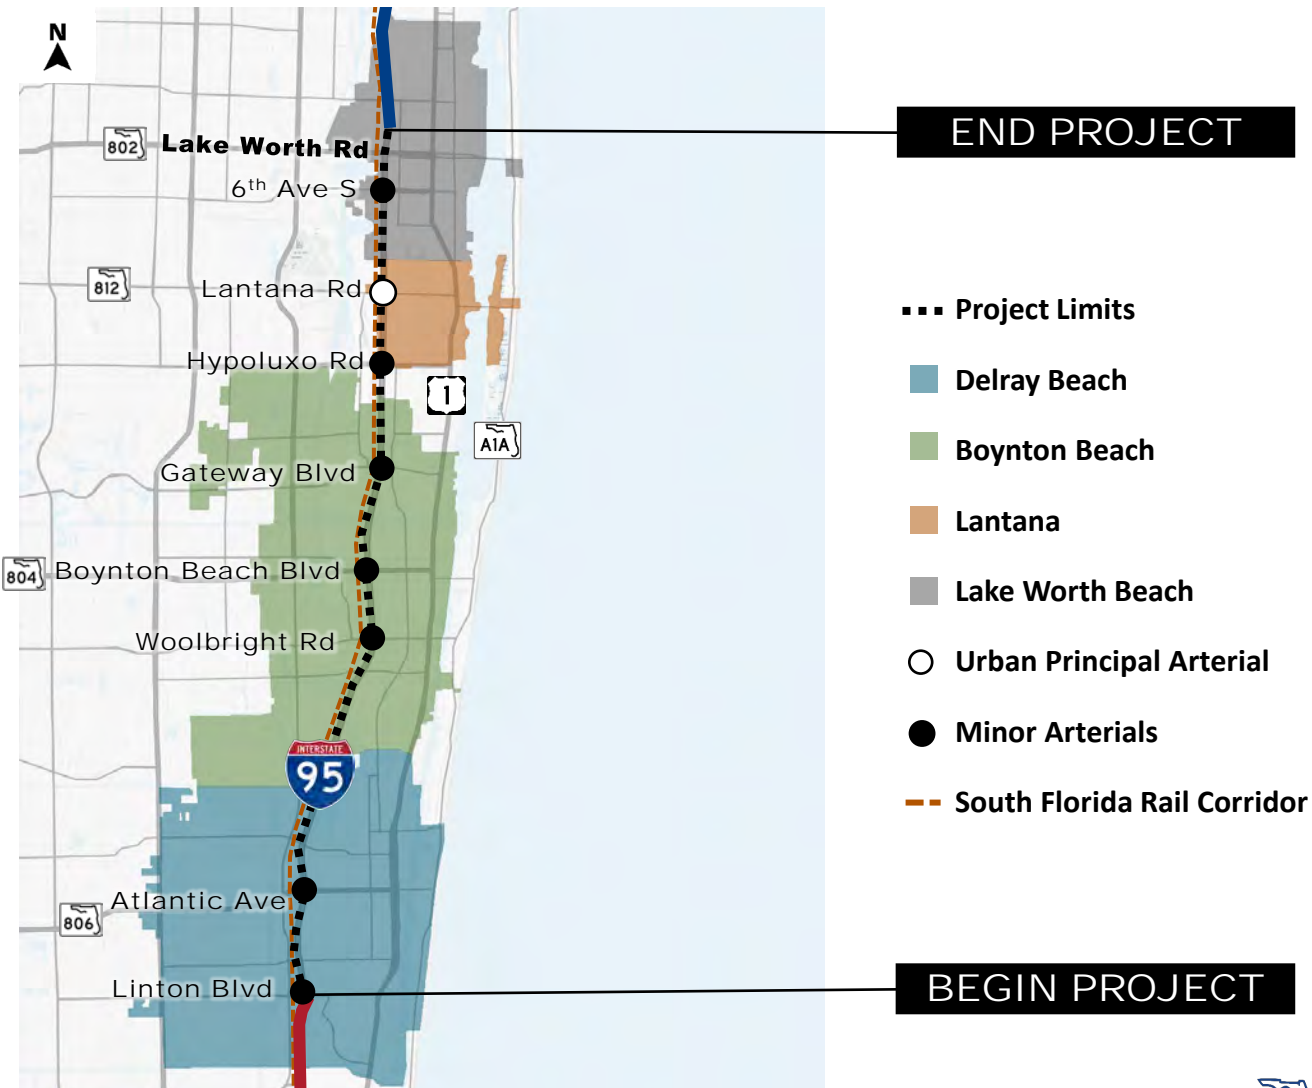 N
END PROJECT
802
Lake Worth Rd
6th Ave S
812
Lantana Rd
Hypoluxo Rd
1
A1A
Gateway Blvd
804
Boynton Beach Blvd
Woolbright Rd
INTERSTATE
95
Atlantic Ave
806
Linton Blvd
Project Limits
Delray Beach
Boynton Beach
Lantana
Lake Worth Beach
Urban Principal Arterial
Minor Arterials
South Florida Rail Corridor
BEGIN PROJECT